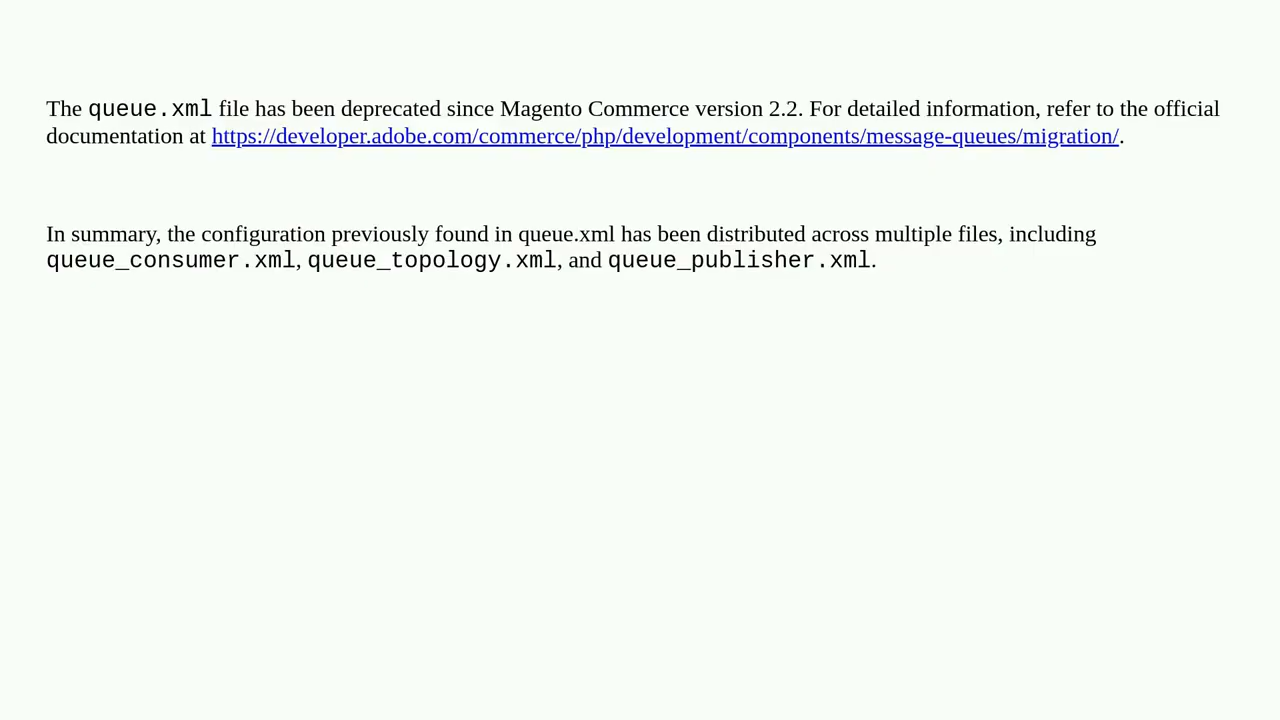 The queue.xml file has been deprecated since Magento Commerce version 2.2. For detailed information, refer to the official
documentation at https://developer.adobe.com/commerce/php/development/components/message-queues/migration/.
In summary, the configuration previously found in queue.xml has been distributed across multiple files, including
queue_consumer.xml, queue_topology.xml, and queue_publisher.xml.